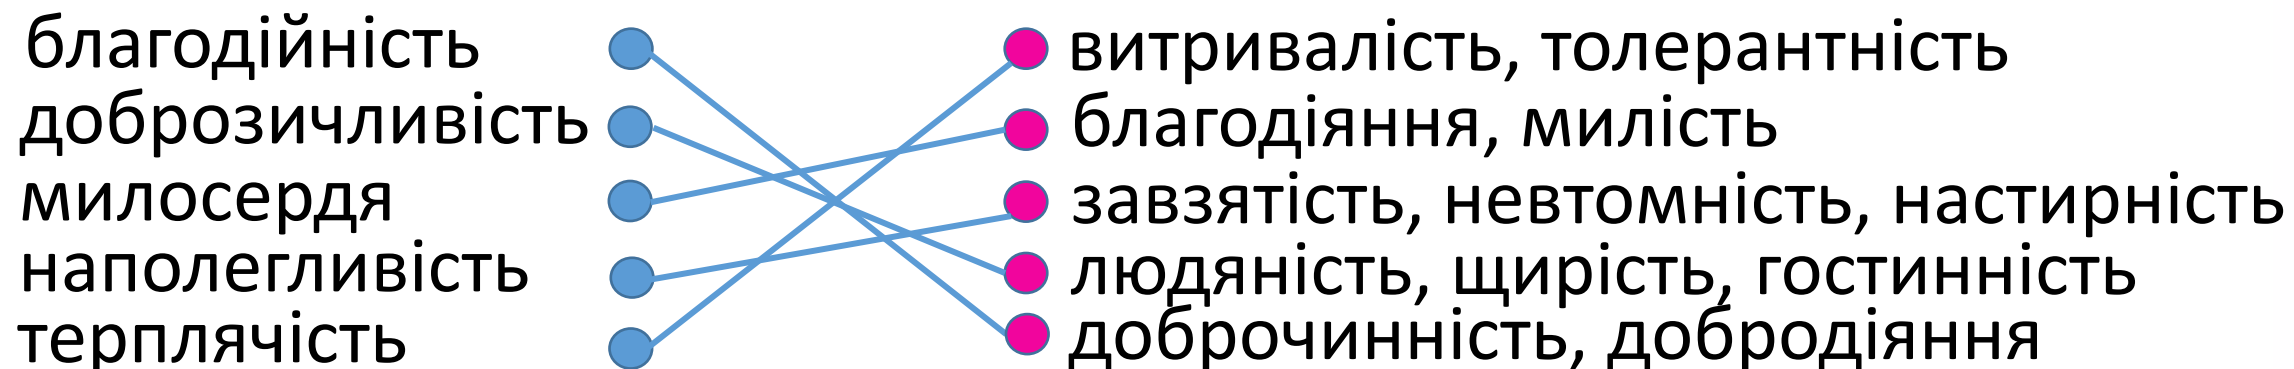 благодійність витривалість, толерантність
доброзичливість благодіяння, милість
милосердя завзятість, невтомність, настирність
наполегливість людяність, щирість, гостинність
терплячість доброчинність, добродіяння